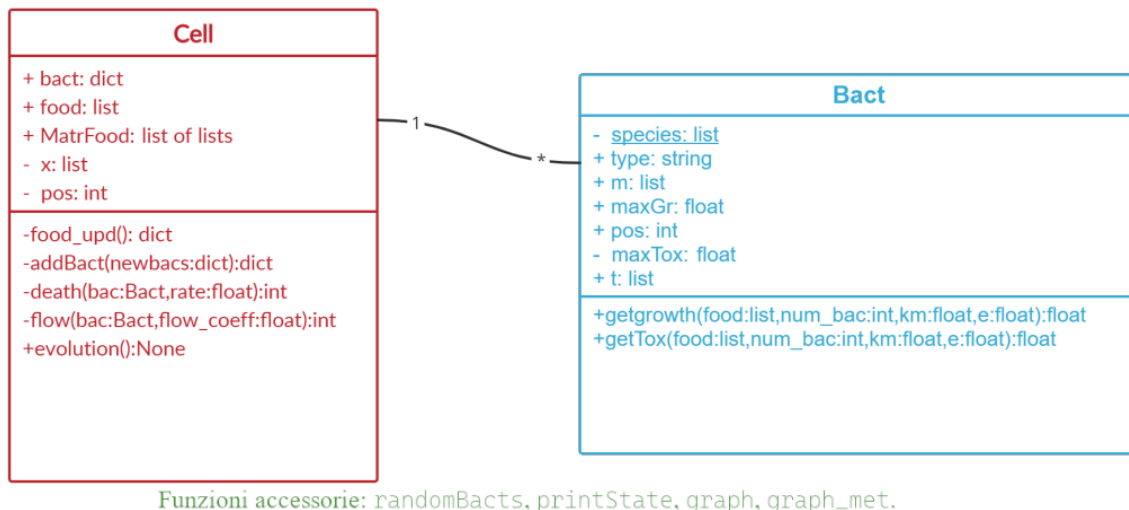 Cell
+ bact: dict
+ food: list
+ MatrFood: list of lists
- x: list
- pos: int
-food_upd(): dict
-addBact(newbacs:dict):dict
-death(bac:Bact,rate:float):int
-flow(bac:Bact,flow_coeff:float):int
+evolution():None
1
*
Bact
- species: list
+ type: string
+ m: list
+ maxGr: float
+ pos: int
- maxTox: float
+ t: list
+getgrowth(food:list,num_bac:int,km:float,e:float):float
+getTox(food:list,num_bac:int,km:float,e:float):float
Funzioni accessorie: randomBacts, printState, graph, graph_met.